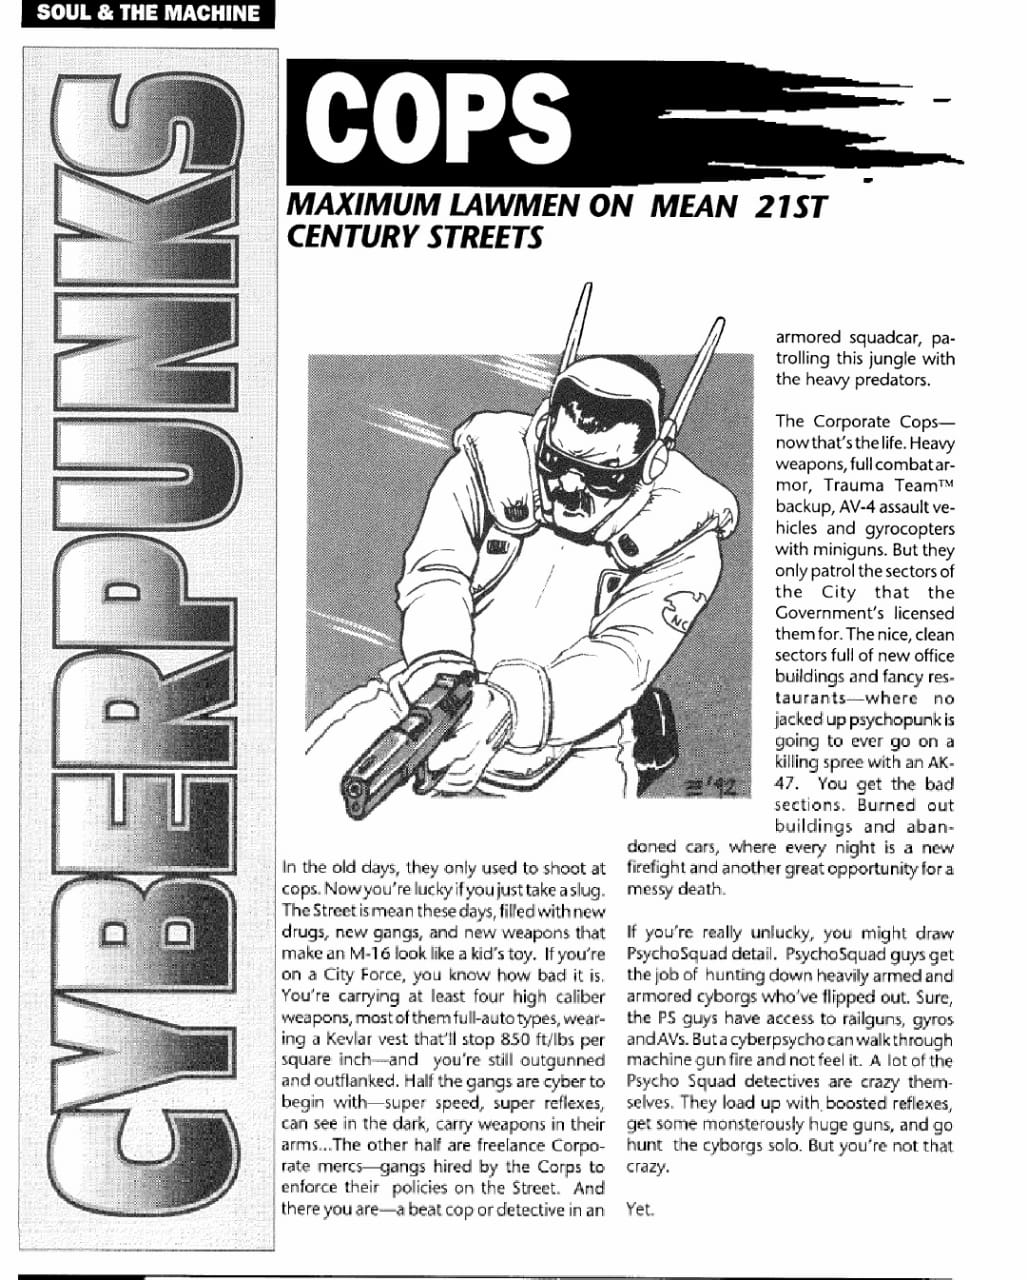 SOUL & THE MACHINE
CYBERPUNKS
COPS
MAXIMUM LAWMEN ON MEAN 21ST
CENTURY STREETS
NC
'92
In the old days, they only used to shoot at
cops. Now you're lucky if you just take a slug.
The Street is mean these days, filled with new
drugs, new gangs, and new weapons that
make an M-16 look like a kid's toy. If you're
on a City Force, you know how bad it is.
You're carrying at least four high caliber
weapons, most of them full-auto types, wear-
ing a Kevlar vest that'll stop 850 ft/lbs per
square inch—and you're still outgunned
and outflanked. Half the gangs are cyber to
begin with—super speed, super reflexes,
can see in the dark, carry weapons in their
arms...The other half are freelance Corpo-
rate mercs—gangs hired by the Corps to
enforce their policies on the Street. And
there you are—a beat cop or detective in an
armored squadcar, pa-
trolling this jungle with
the heavy predators.
The Corporate Cops—
now that's the life. Heavy
weapons, full combat ar-
mor, Trauma Team™
backup, AV-4 assault ve-
hicles and gyrocopters
with miniguns. But they
only patrol the sectors of
the City that the
Government's licensed
them for. The nice, clean
sectors full of new office
buildings and fancy res-
taurants—where no
jacked up psychopunk is
going to ever go on a
killing spree with an AK-
47. You get the bad
sections. Burned out
buildings and aban-
doned cars, where every night is a new
firefight and another great opportunity for a
messy death.
If you're really unlucky, you might draw
PsychoSquad detail. PsychoSquad guys get
the job of hunting down heavily armed and
armored cyborgs who've flipped out. Sure,
the PS guys have access to railguns, gyros
and AVs. But a cyberpsycho can walk through
machine gun fire and not feel it. A lot of the
Psycho Squad detectives are crazy them-
selves. They load up with boosted reflexes,
get some monsterously huge guns, and go
hunt the cyborgs solo. But you're not that
crazy.
Yet.